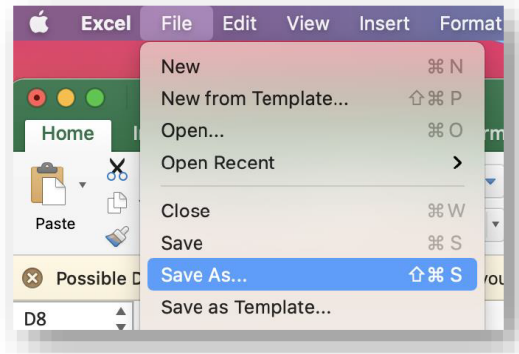 Excel File Edit View Insert Format
New ⌘ N
New from Template... ⇧ ⌘ P
Home
Open... ⌘ O
Open Recent
Close ⌘ W
Paste
Save ⌘ S
Possible
Save As... ⇧ ⌘ S
D8
Save as Template...